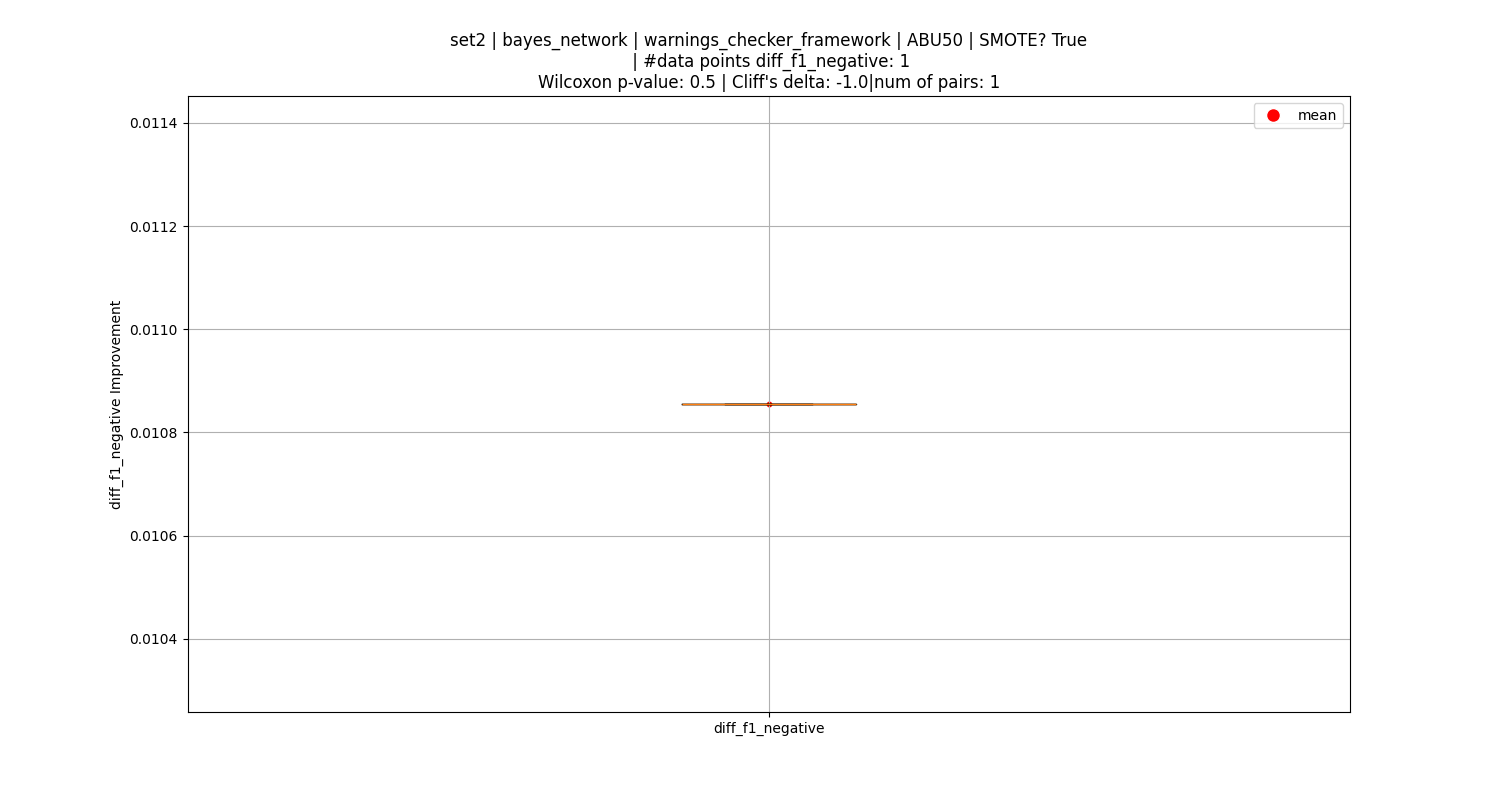 set2 | bayes_network | warnings_checker_framework | ABU50 | SMOTE? True
| #data points diff_f1_negative: 1
Wilcoxon p-value: 0.5 | Cliff's delta: -1.0|num of pairs: 1
mean
0.0114
0.0112
0.0110
0.0108
0.0106
0.0104
diff_f1_negative Improvement
diff_f1_negative